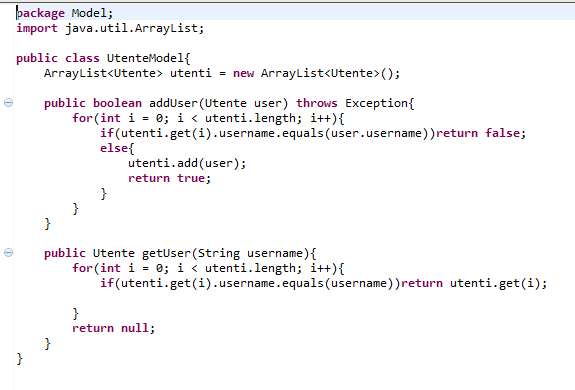 package Model;
import java.util.ArrayList;
public class UtenteModel{
ArrayList<Utente> utenti = new ArrayList<Utente>();
public boolean addUser(Utente user) throws Exception{
for(int i = 0; i < utenti.length; i++){
if(utenti.get(i).username.equals(user.username))return false;
else{
utenti.add(user);
return true;
}
}
}
public Utente getUser(String username){
for(int i = 0; i < utenti.length; i++){
if(utenti.get(i).username.equals(username))return utenti.get(i);
}
return null;
}
}